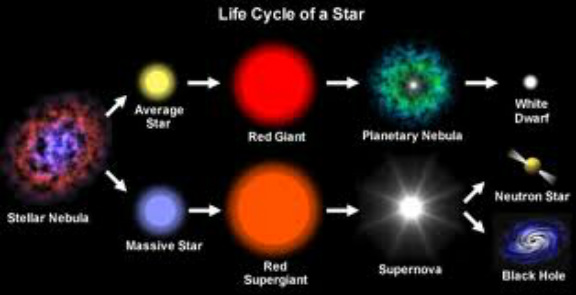 Life Cycle of a Star
Stellar Nebula
Average
Star
Red Giant
Planetary Nebula
White
Dwarf
Massive Star
Red
Supergiant
Supernova
Neutron Star
Black Hole